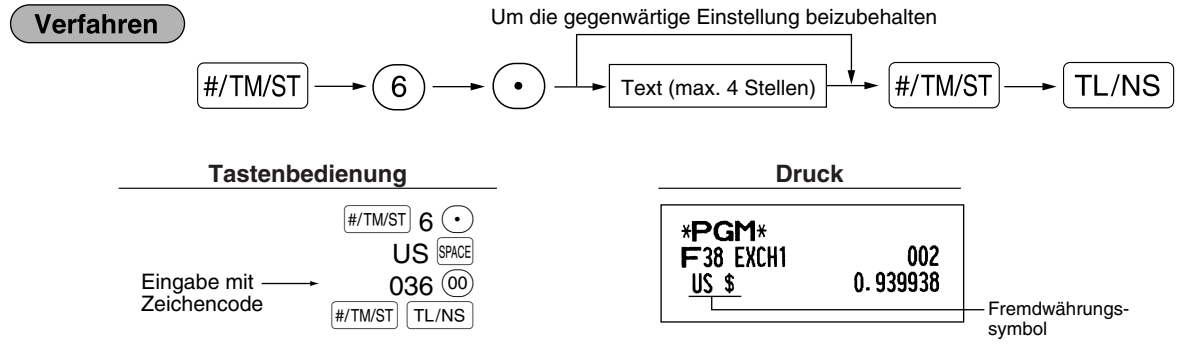 Verfahren
Um die gegenwärtige Einstellung beizubehalten
#/TM/ST 6 • Text (max. 4 Stellen) #/TM/ST TL/NS
Tastenbedienung
#/TM/ST 6 •
US SPACE
Eingabe mit Zeichencode
036 00
#/TM/ST TL/NS
Druck
*PGM*
F38 EXCH1 002
US $ 0.939938
Fremdwährungs-
symbol